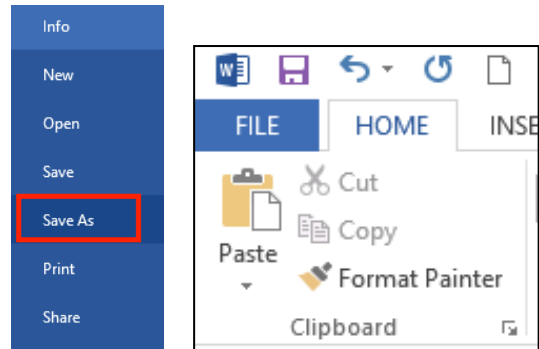 Info
New
Open
Save
Save As
Print
Share
W
FILE HOME INSE
Cut
Copy
Paste
Format Painter
Clipboard